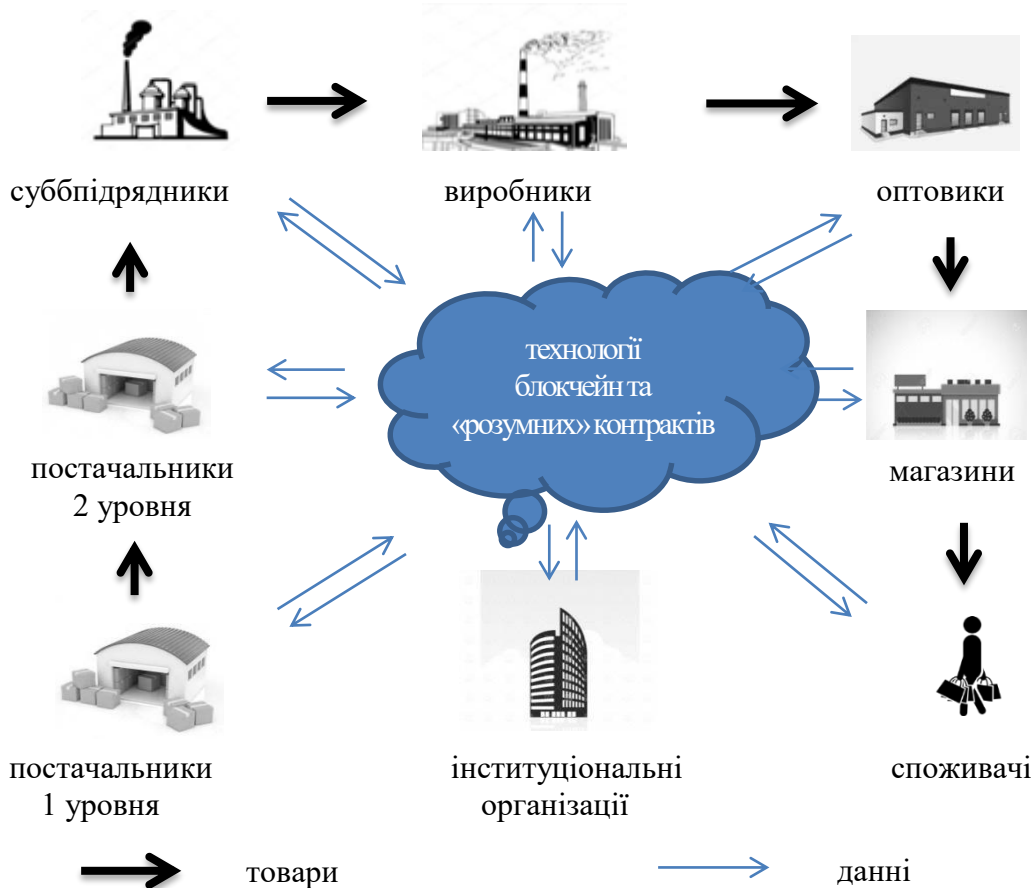 суббпідрядники
виробники
оптовики
технології
блокчейн та
«розумних» контрактів
постачальники
2 уровня
магазини
постачальники
1 уровня
інституціональні
організації
споживачі
товари
данні